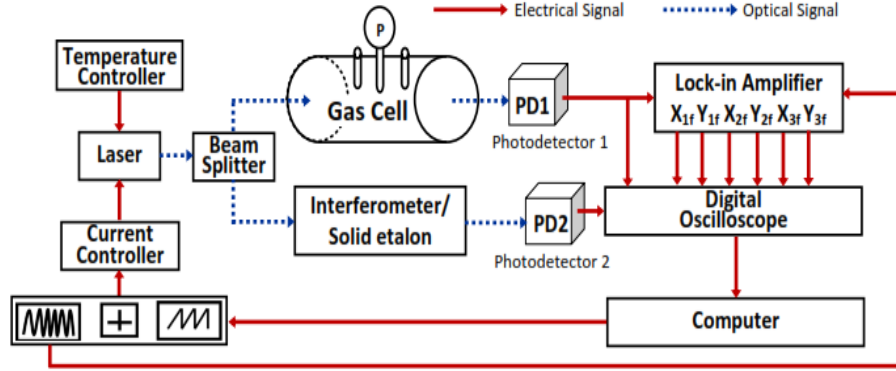 Electrical Signal
Optical Signal
Temperature
Controller
P
Gas Cell
PD1
Photodetector 1
Lock-in Amplifier
X1f Y1f X2f Y2f X3f Y3f
Laser
Beam
Splitter
Interferometer/
Solid etalon
PD2
Photodetector 2
Digital
Oscilloscope
Current
Controller
+
Computer